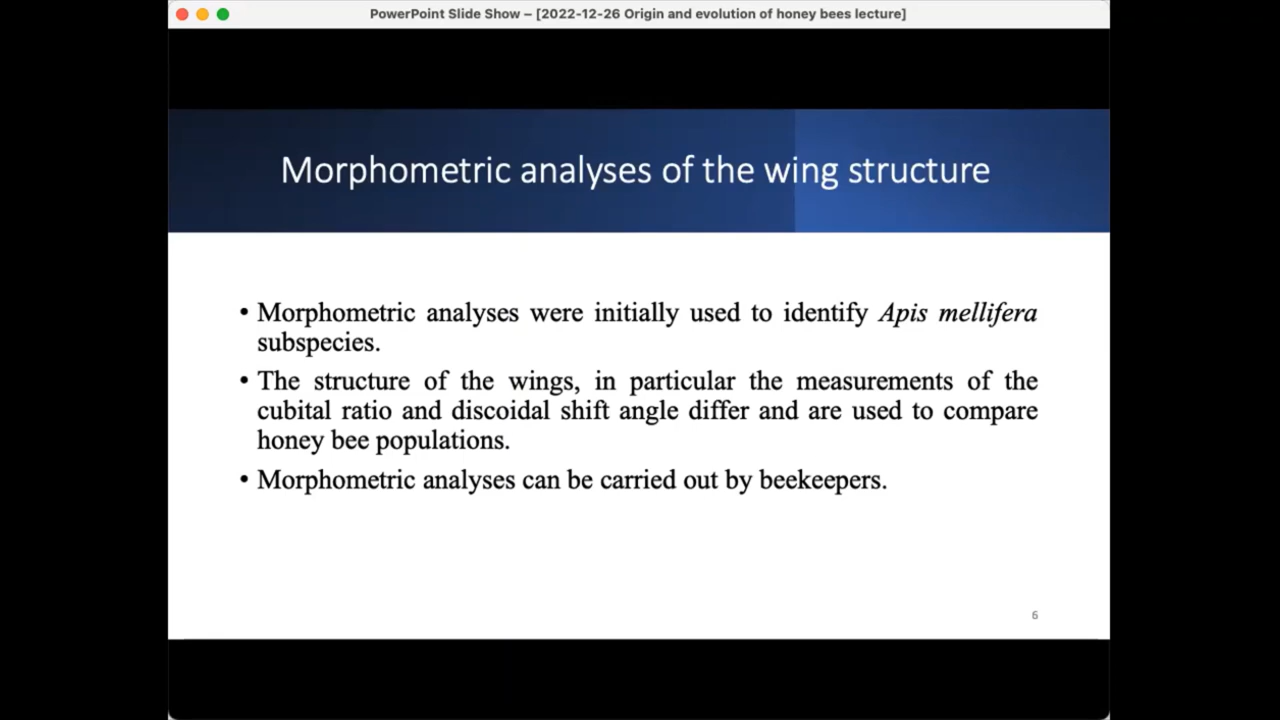 PowerPoint Slide Show – [2022-12-26 Origin and evolution of honey bees lecture]
Morphometric analyses of the wing structure
• Morphometric analyses were initially used to identify Apis mellifera
subspecies.
• The structure of the wings, in particular the measurements of the
cubital ratio and discoidal shift angle differ and are used to compare
honey bee populations.
• Morphometric analyses can be carried out by beekeepers.
6